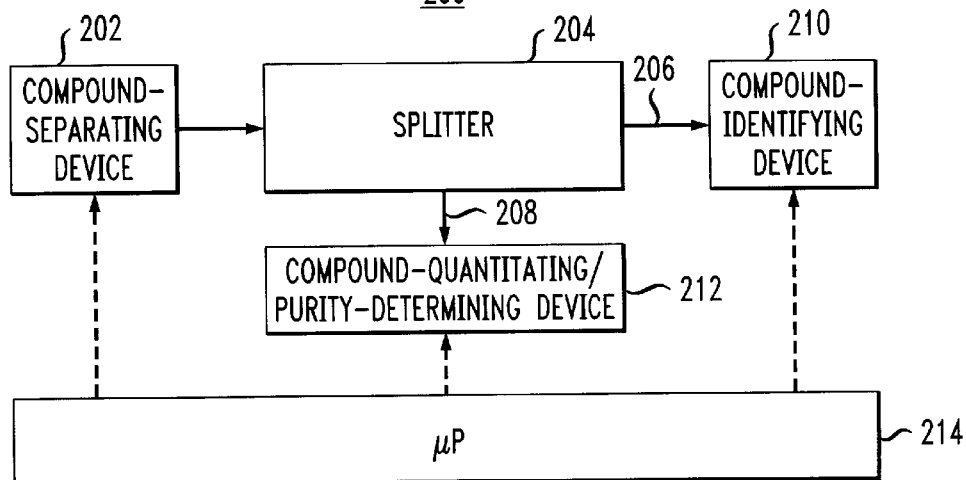 202
204
210
206
COMPOUND-
SEPARATING
DEVICE
SPLITTER
COMPOUND-
IDENTIFYING
DEVICE
208
COMPOUND-QUANTITATING/
PURITY-DETERMINING DEVICE
212
μP
214